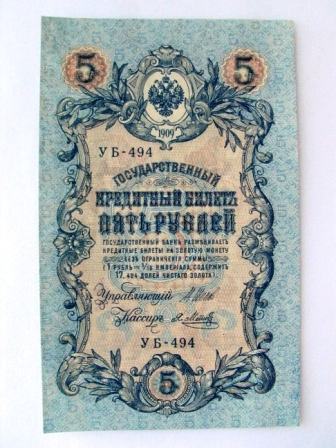 5 5
1909
УБ-494
ГОСУДАРСТВЕННЫЙ
КРЕДИТНЫЙ БИЛЕТЪ
ПЯТЬ РУБЛЕЙ
ГОСУДАРСТВЕННЫЙ БАНКЪ РАЗМѢНИВАЕТЪ
КРЕДИТНЫЕ БИЛЕТЫ НА ЗОЛОТУЮ МОНЕТУ
БЕЗЪ ОГРАНИЧЕНІЯ СУММЫ
(1 РУБЛЬ = 1/15 ИМПЕРІАЛА, СОДЕРЖИТЪ
17,424 ДОЛЕЙ ЧИСТАГО ЗОЛОТА).
Управляющій
Кассиръ
УБ-494
5